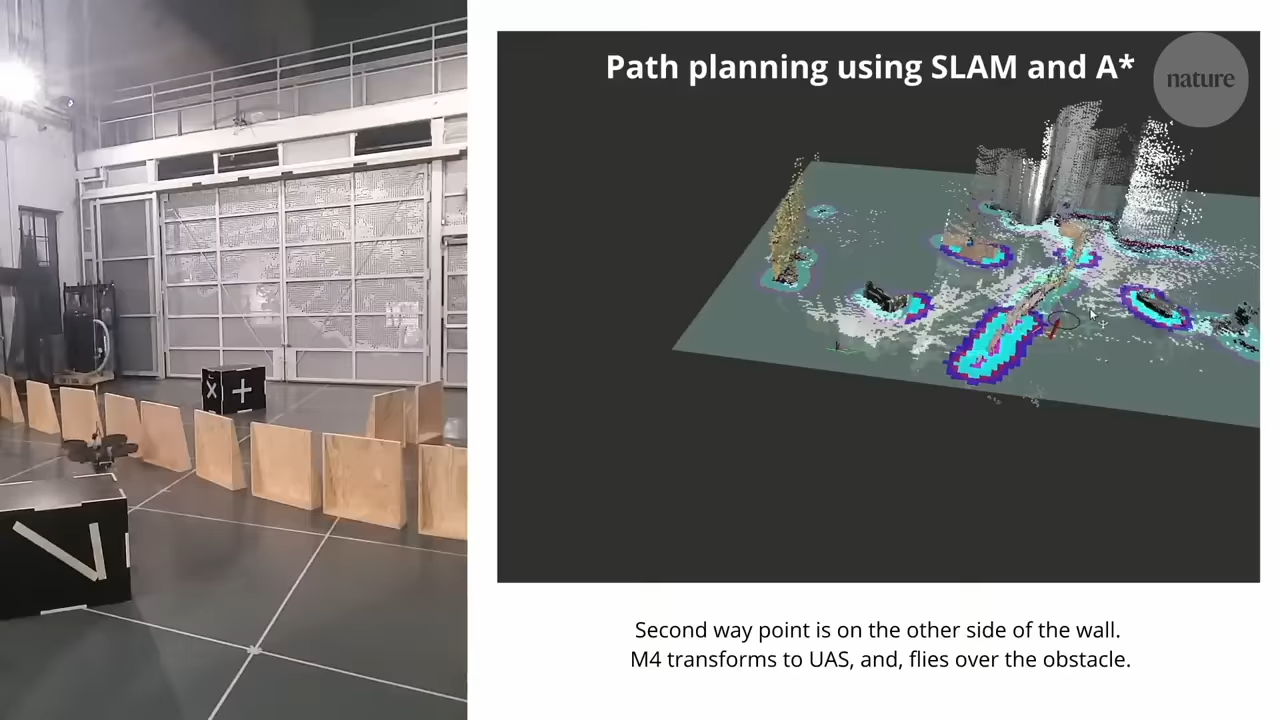 Path planning using SLAM and A*
nature
Second way point is on the other side of the wall.
M4 transforms to UAS, and, flies over the obstacle.